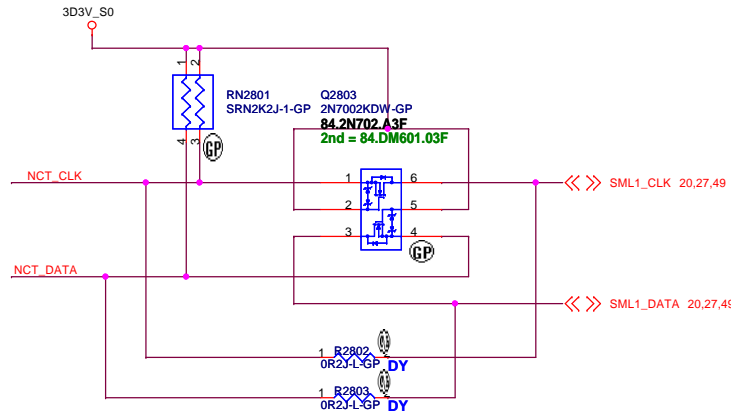 3D3V_S0
1
2
RN2801
SRN2K2J-1-GP
4
3
GP
Q2803
2N7002KDW-GP
84.2N702.A3F
2nd = 84.DM601.03F
NCT_CLK
1
6
SML1_CLK 20,27,49
2
5
3
4
GP
NCT_DATA
SML1_DATA 20,27,49
1
R2802
0R2J-L-GP
DY
1
R2803
0R2J-L-GP
DY